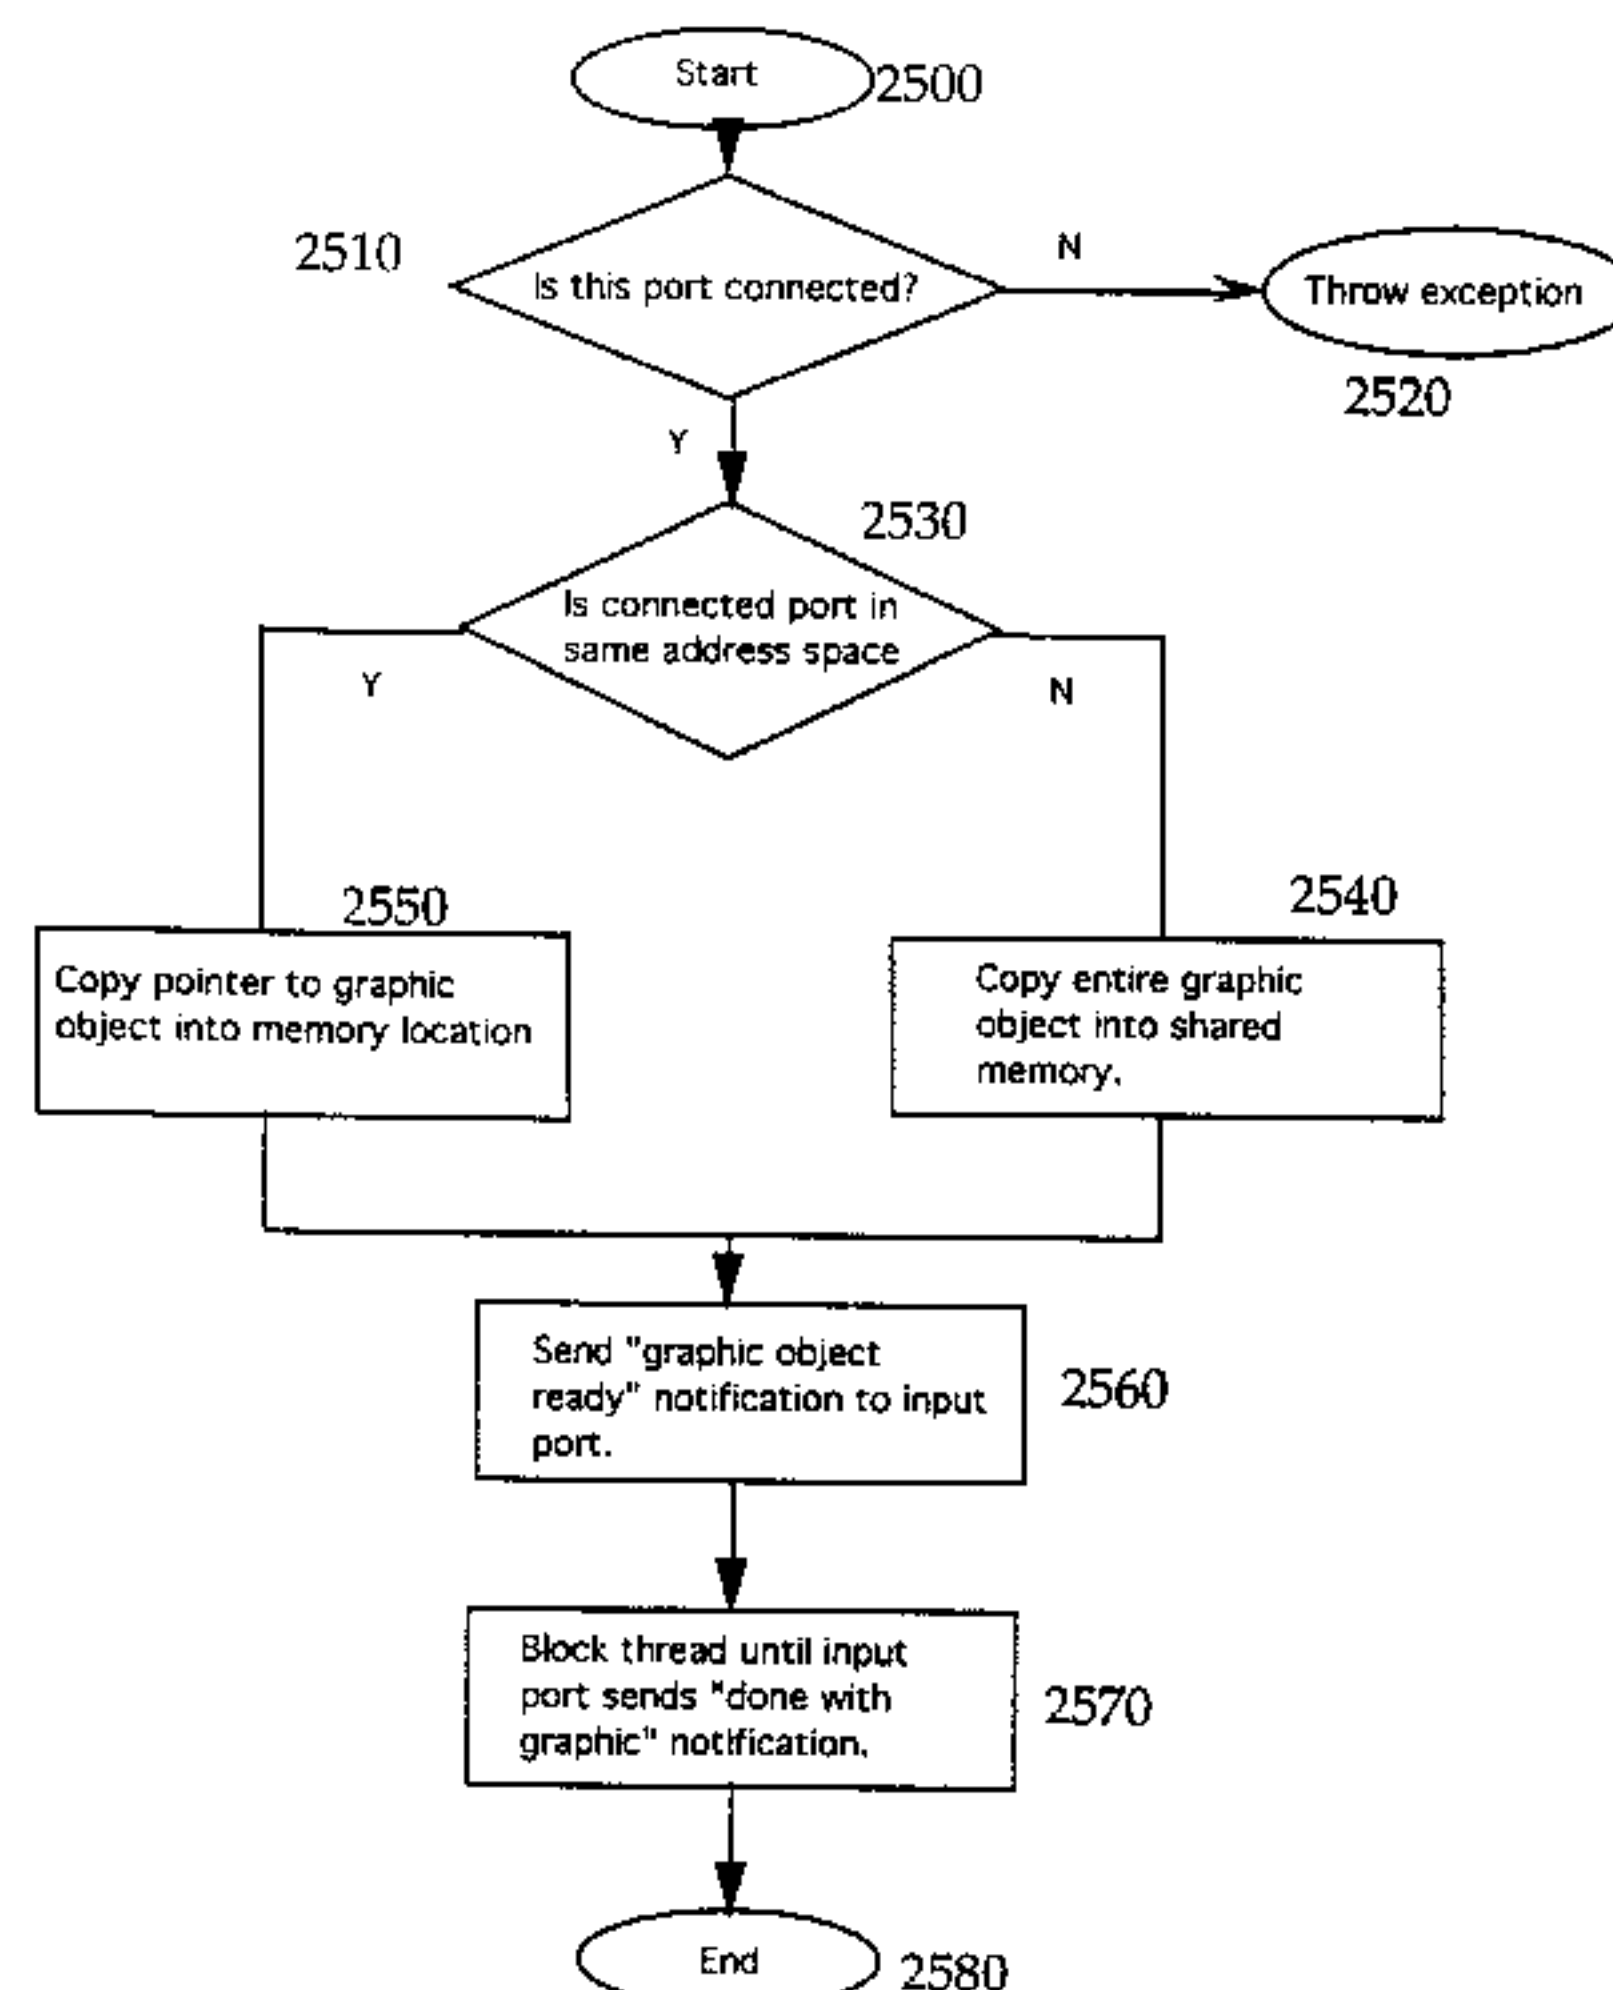 Start
2500
2510
Is this port connected?
N
Throw exception
2520
Y
2530
Is connected port in
same address space
Y
N
2550
2540
Copy pointer to graphic
object into memory location
Copy entire graphic
object into shared
memory.
Send "graphic object
ready" notification to input
port.
2560
Block thread until input
port sends "done with
graphic" notification.
2570
End
2580